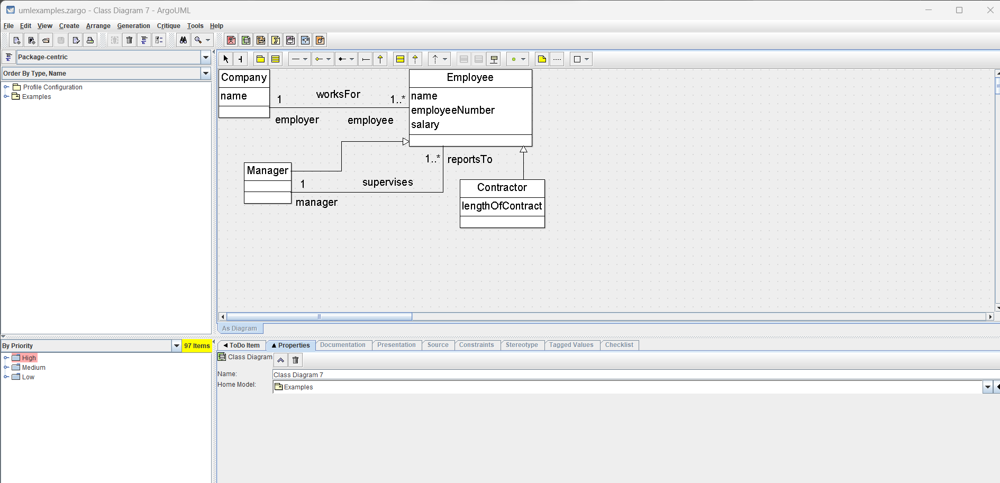 umlexamples.zargo - Class Diagram 7 - ArgoUML
File Edit View Create Arrange Generation Critique Tools Help
Package-centric
Order By Type, Name
Profile Configuration
Examples
Company
name
1
worksFor
1..*
employer
employee
Employee
name
employeeNumber
salary
1..*
reportsTo
Manager
1
supervises
manager
Contractor
lengthOfContract
As Diagram
By Priority
97 Items
High
Medium
Low
ToDo Item Properties Documentation Presentation Source Constraints Stereotype Tagged Values Checklist
Class Diagram
Name:
Class Diagram 7
Home Model:
Examples